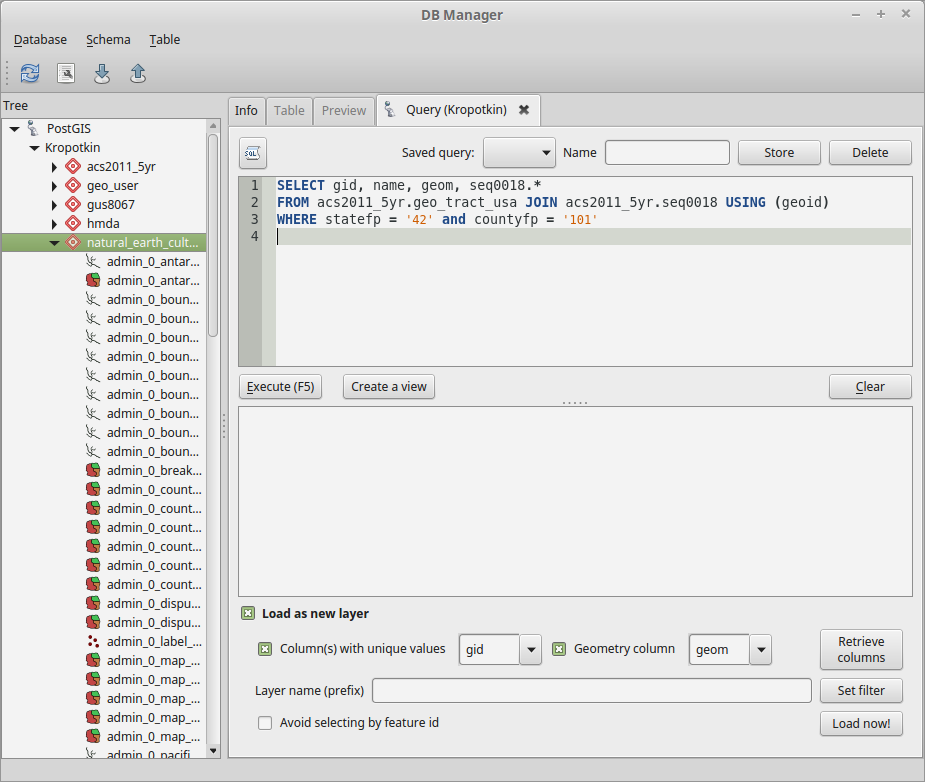 DB Manager
Database Schema Table
Tree
PostGIS
Kropotkin
acs2011_5yr
geo_user
gus8067
hmda
natural_earth_cult...
admin_0_antar...
admin_0_antar...
admin_0_boun...
admin_0_boun...
admin_0_boun...
admin_0_boun...
admin_0_boun...
admin_0_boun...
admin_0_boun...
admin_0_boun...
admin_0_boun...
admin_0_break...
admin_0_count...
admin_0_count...
admin_0_count...
admin_0_count...
admin_0_count...
admin_0_count...
admin_0_dispu...
admin_0_dispu...
admin_0_label_...
admin_0_map_...
admin_0_map_...
admin_0_map_...
admin_0_map_...
admin_0_map_...
admin_0_pacifi...
Info Table Preview Query (Kropotkin)
SQL Saved query: Name Store Delete
1 SELECT gid, name, geom, seq0018.*
2 FROM acs2011_5yr.geo_tract_usa JOIN acs2011_5yr.seq0018 USING (geoid)
3 WHERE statefp = '42' and countyfp = '101'
4
Execute (F5) Create a view Clear
Load as new layer
Column(s) with unique values gid Geometry column geom Retrieve
columns
Layer name (prefix) Set filter
Avoid selecting by feature id Load now!